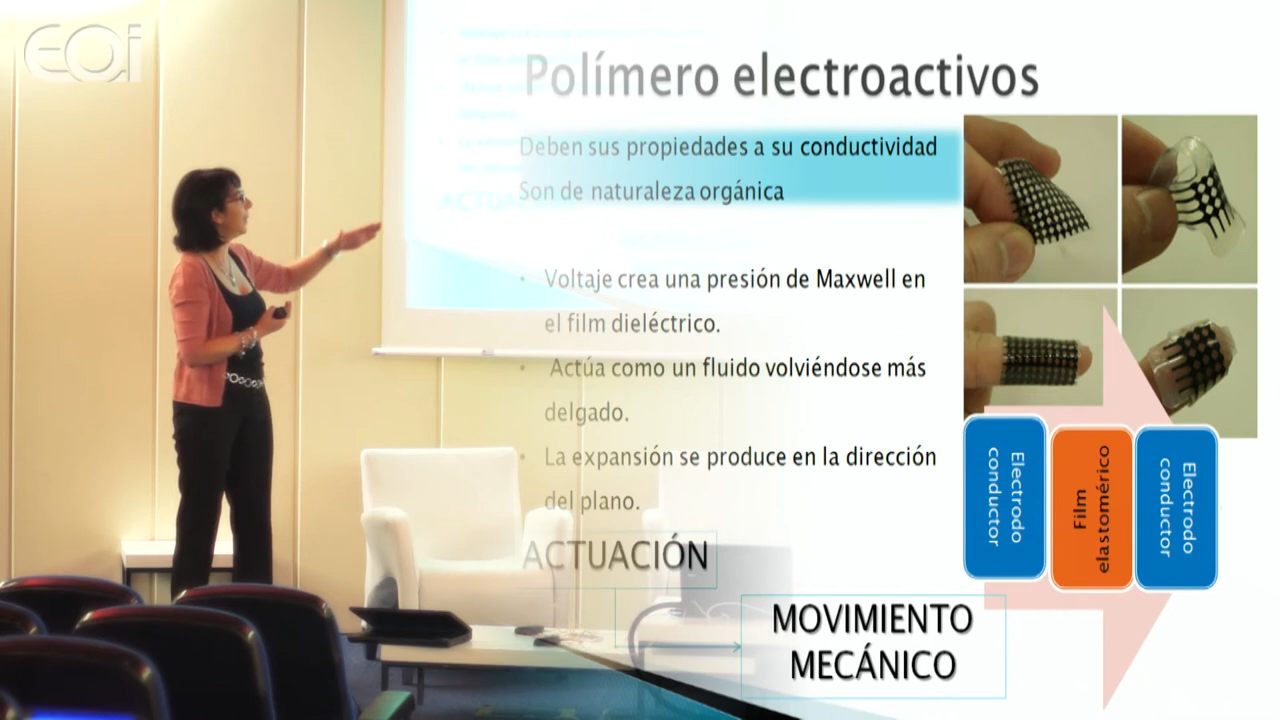 EOi
Polímero electroactivos
Deben sus propiedades a su conductividad
Son de naturaleza orgánica
• Voltaje crea una presión de Maxwell en
el film dieléctrico.
• Actúa como un fluido volviéndose más
delgado.
• La expansión se produce en la dirección
del plano.
ACTUACIÓN
MOVIMIENTO
MECÁNICO
Electrodo
conductor
Film
elastomérico
Electrodo
conductor